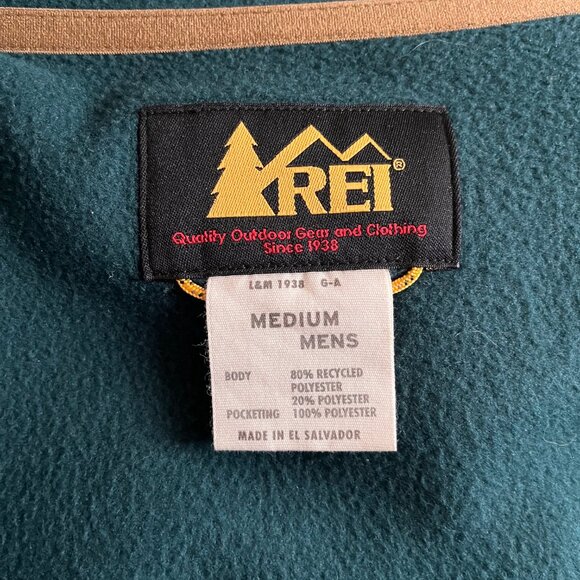 REI®
Quality Outdoor Gear and Clothing
Since 1938
L&M 1938 G-A
MEDIUM
MENS
BODY 80% RECYCLED
POLYESTER
20% POLYESTER
POCKETING 100% POLYESTER
MADE IN EL SALVADOR